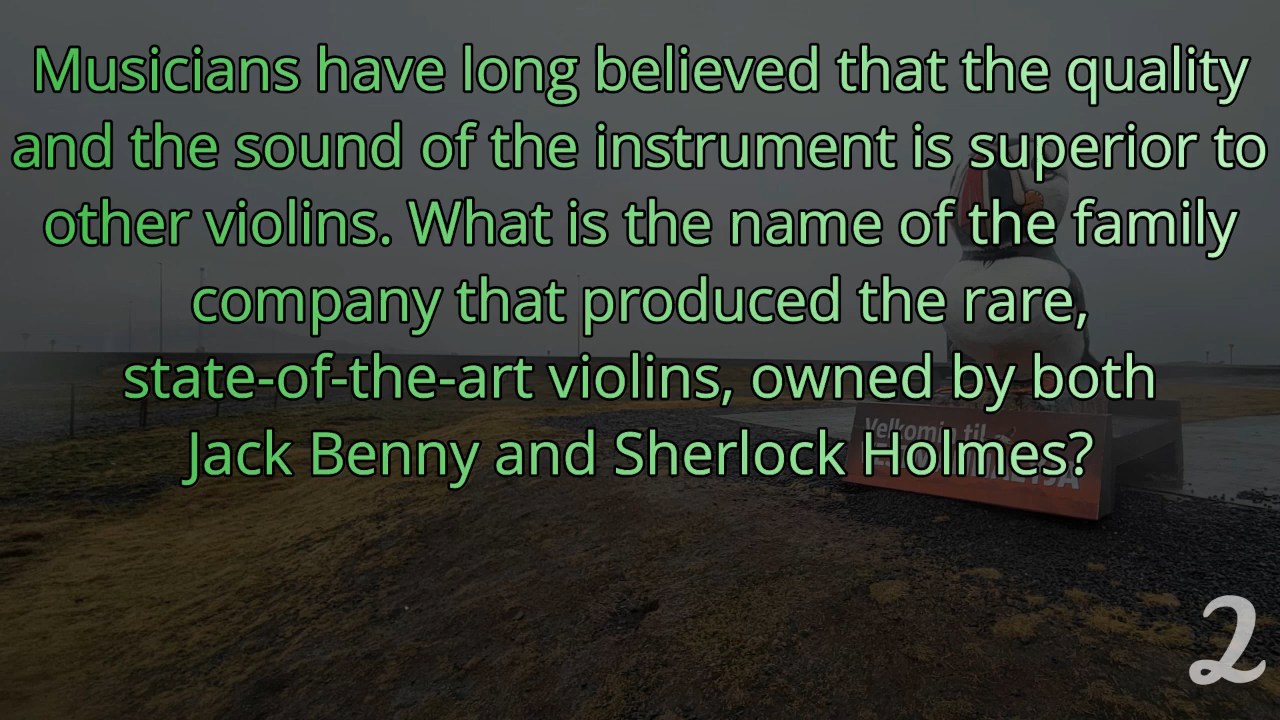 Musicians have long believed that the quality
and the sound of the instrument is superior to
other violins. What is the name of the family
company that produced the rare,
state-of-the-art violins, owned by both
Jack Benny and Sherlock Holmes?
Velkomin til
2